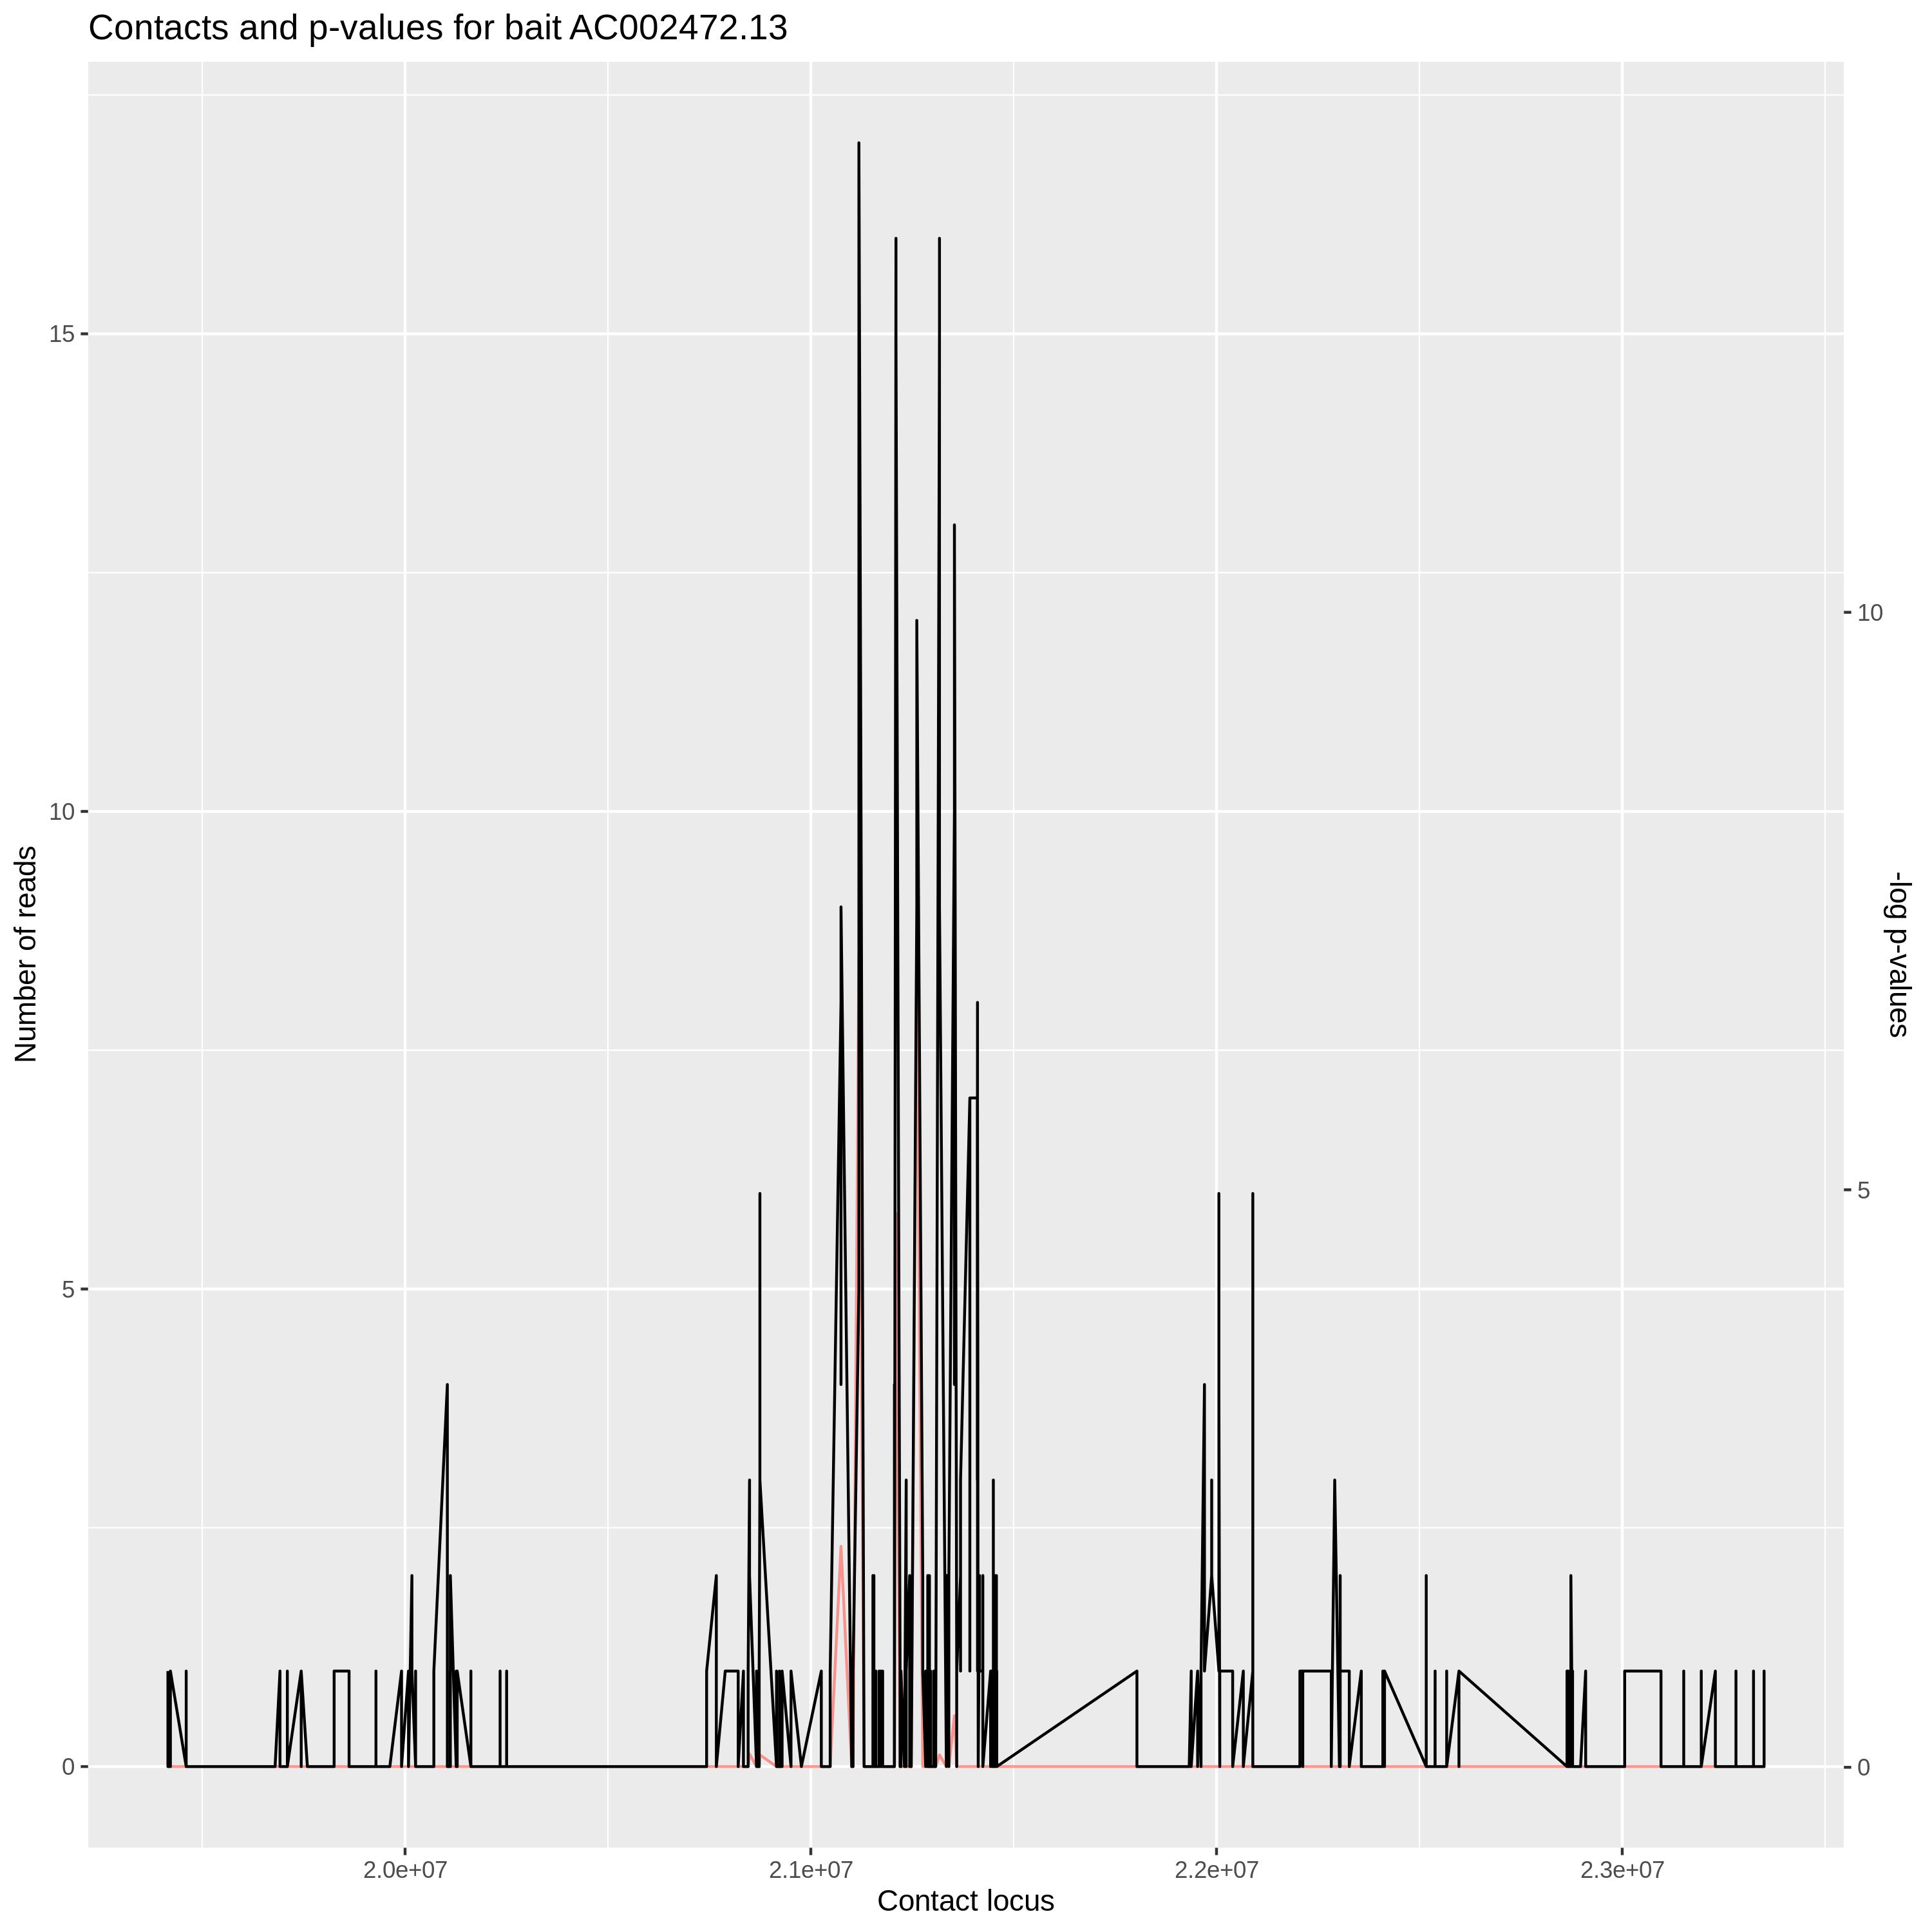 Contacts and p-values for bait AC002472.13
15
10
5
0
Number of reads
10
5
0
-log p-values
2.0e+07
2.1e+07
2.2e+07
2.3e+07
Contact locus